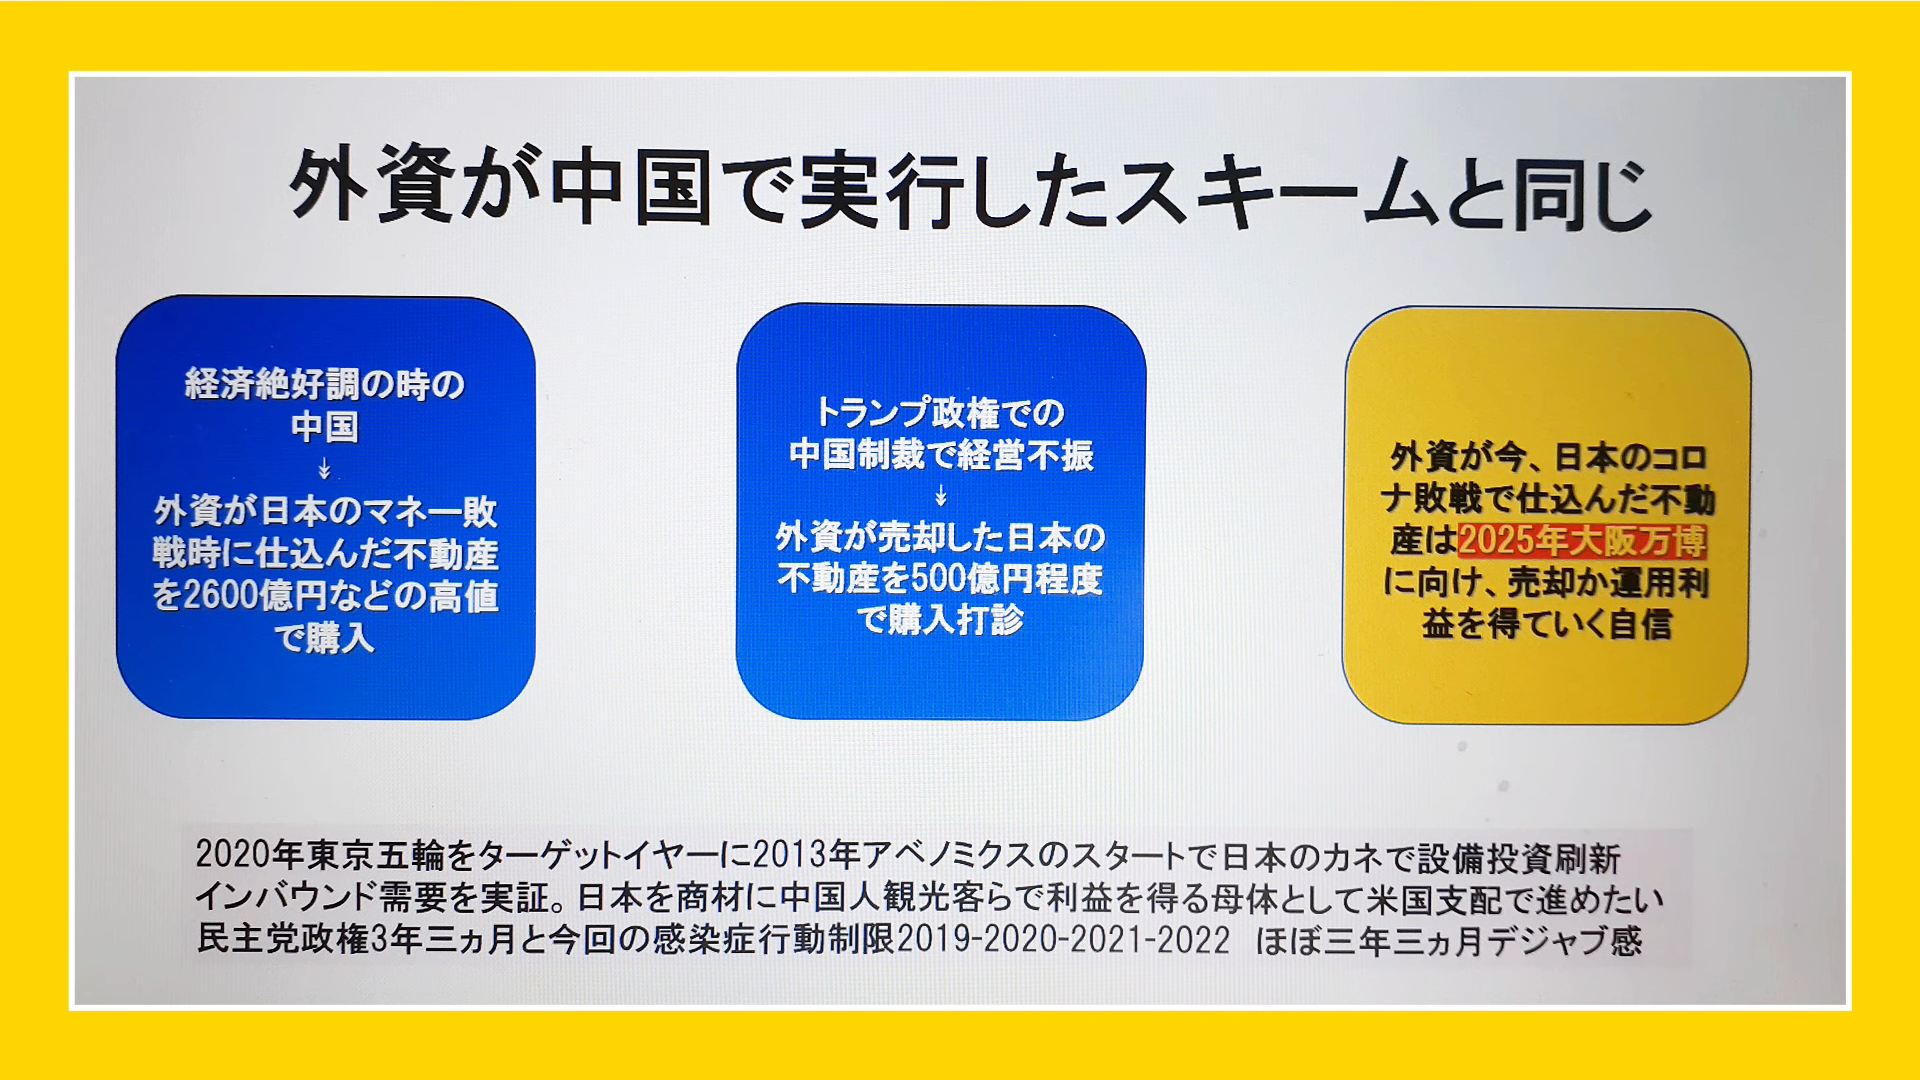 外資が中国で実行したスキームと同じ
経済絶好調の時の
中国
↡
外資が日本のマネー敗
戦時に仕込んだ不動産
を2600億円などの高値
で購入
トランプ政権での
中国制裁で経営不振
↡
外資が売却した日本の
不動産を500億円程度
で購入打診
外資が今、日本のコロ
ナ敗戦で仕込んだ不動
産は2025年大阪万博
に向け、売却か運用利
益を得ていく自信
2020年東京五輪をターゲットイヤーに2013年アベノミクスのスタートで日本のカネで設備投資刷新
インバウンド需要を実証。日本を商材に中国人観光客らで利益を得る母体として米国支配で進めたい
民主党政権3年三ヵ月と今回の感染症行動制限2019-2020-2021-2022 ほぼ三年三ヵ月デジャブ感